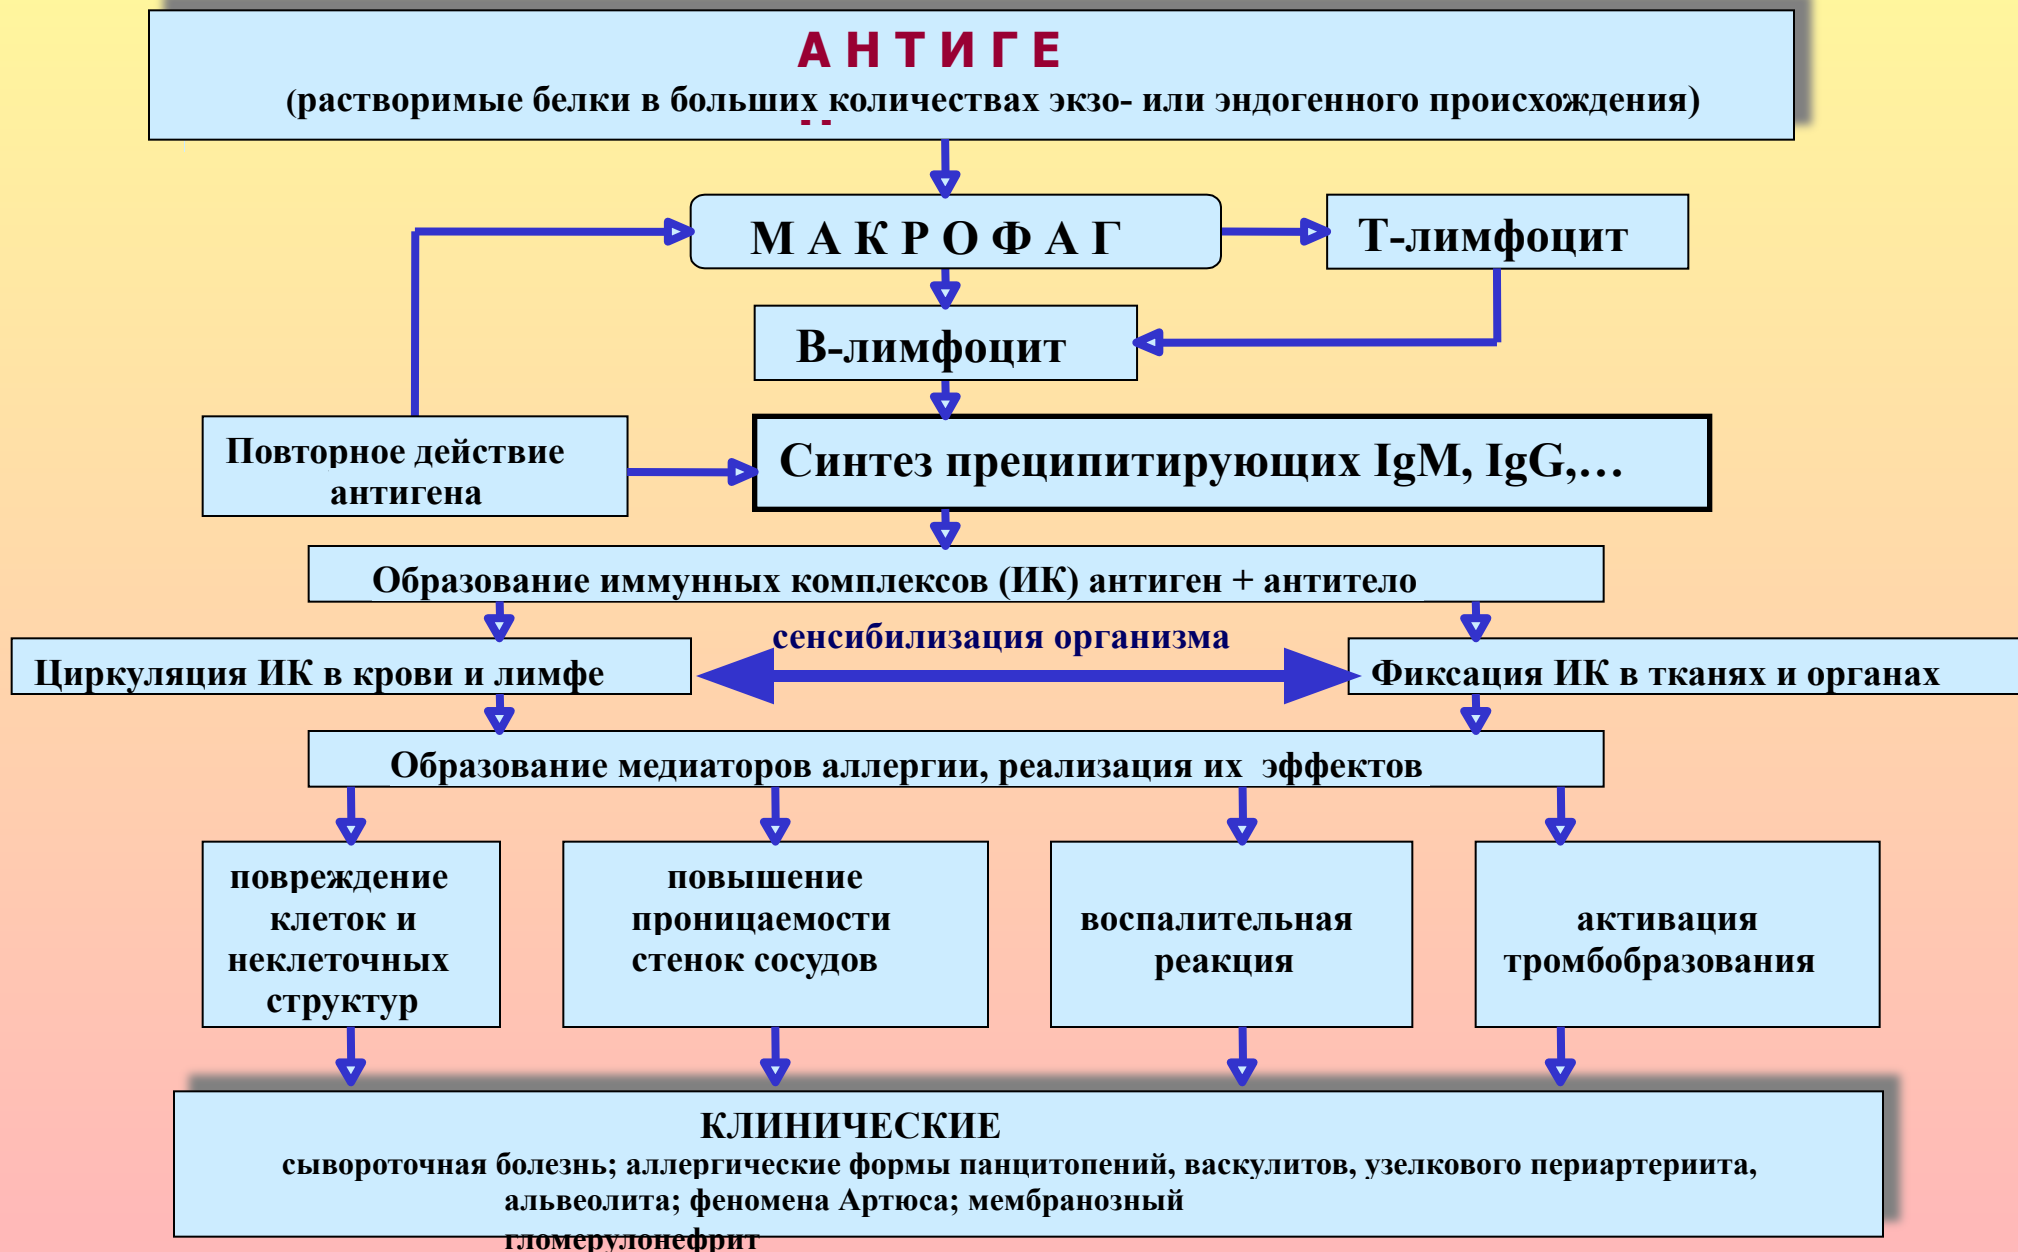 А Н Т И Г Е
(растворимые белки в больших количествах экзо- или эндогенного происхождения)
М А К Р О Ф А Г
Т-лимфоцит
В-лимфоцит
Повторное действие
антигена
Синтез преципитирующих IgM, IgG,...
Образование иммунных комплексов (ИК) антиген + антитело
сенсибилизация организма
Циркуляция ИК в крови и лимфе
Фиксация ИК в тканях и органах
Образование медиаторов аллергии, реализация их эффектов
повреждение
клеток и
неклеточных
структур
повышение
проницаемости
стенок сосудов
воспалительная
реакция
активация
тромбобразования
КЛИНИЧЕСКИЕ
сывороточная болезнь; аллергические формы панцитопений, васкулитов, узелкового периартериита,
альвеолита; феномена Артюса; мембранозный
гломерулонефрит